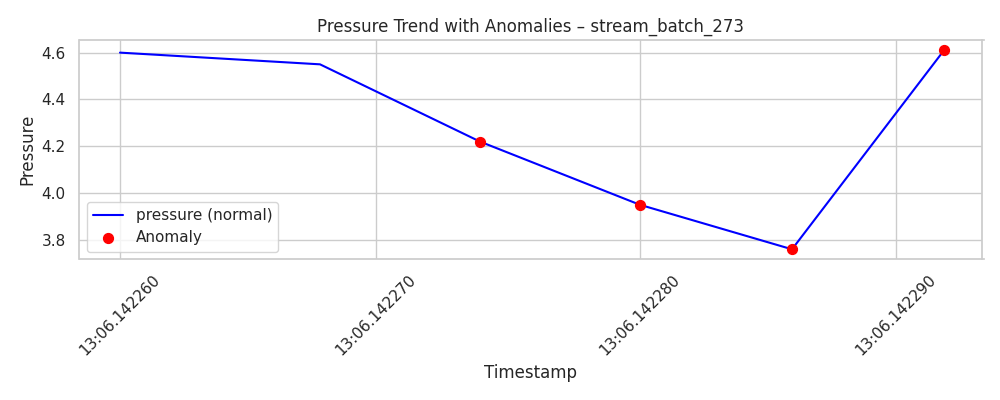 Pressure Trend with Anomalies – stream_batch_273
Pressure
4.6
4.4
4.2
4.0
3.8
pressure (normal)
Anomaly
13:06.142260
13:06.142270
13:06.142280
13:06.142290
Timestamp